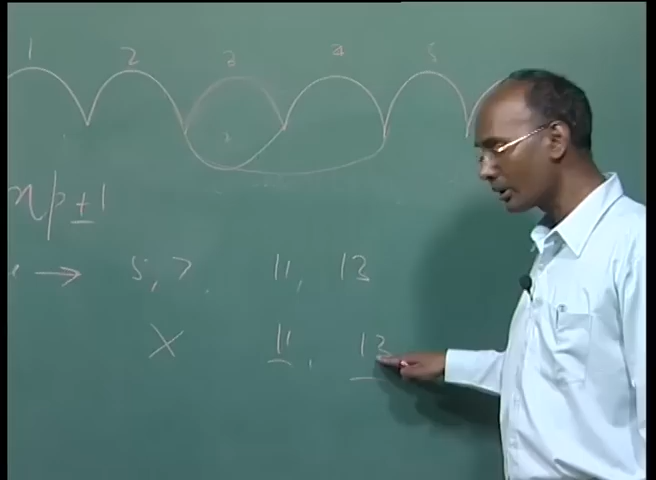 1 2 3 4 5
np ± 1
→ 5, 7, 11, 13
× 11, 13